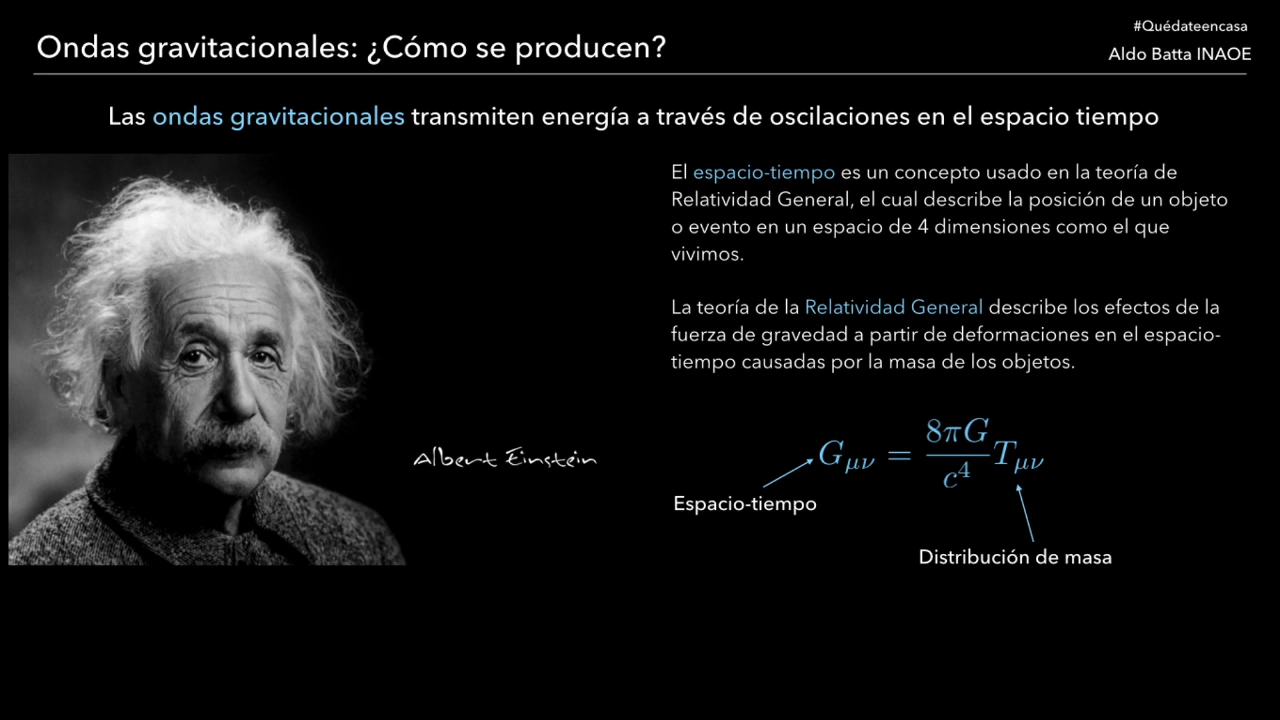 #Quédateencasa
Ondas gravitacionales: ¿Cómo se producen?
Aldo Batta INAOE
Las ondas gravitacionales transmiten energía a través de oscilaciones en el espacio tiempo
El espacio-tiempo es un concepto usado en la teoría de
Relatividad General, el cual describe la posición de un objeto
o evento en un espacio de 4 dimensiones como el que
vivimos.
La teoría de la Relatividad General describe los efectos de la
fuerza de gravedad a partir de deformaciones en el espacio-
tiempo causadas por la masa de los objetos.
Albert Einstein
G_{μν} = \frac{8πG}{c^4} T_{μν}
Espacio-tiempo
Distribución de masa